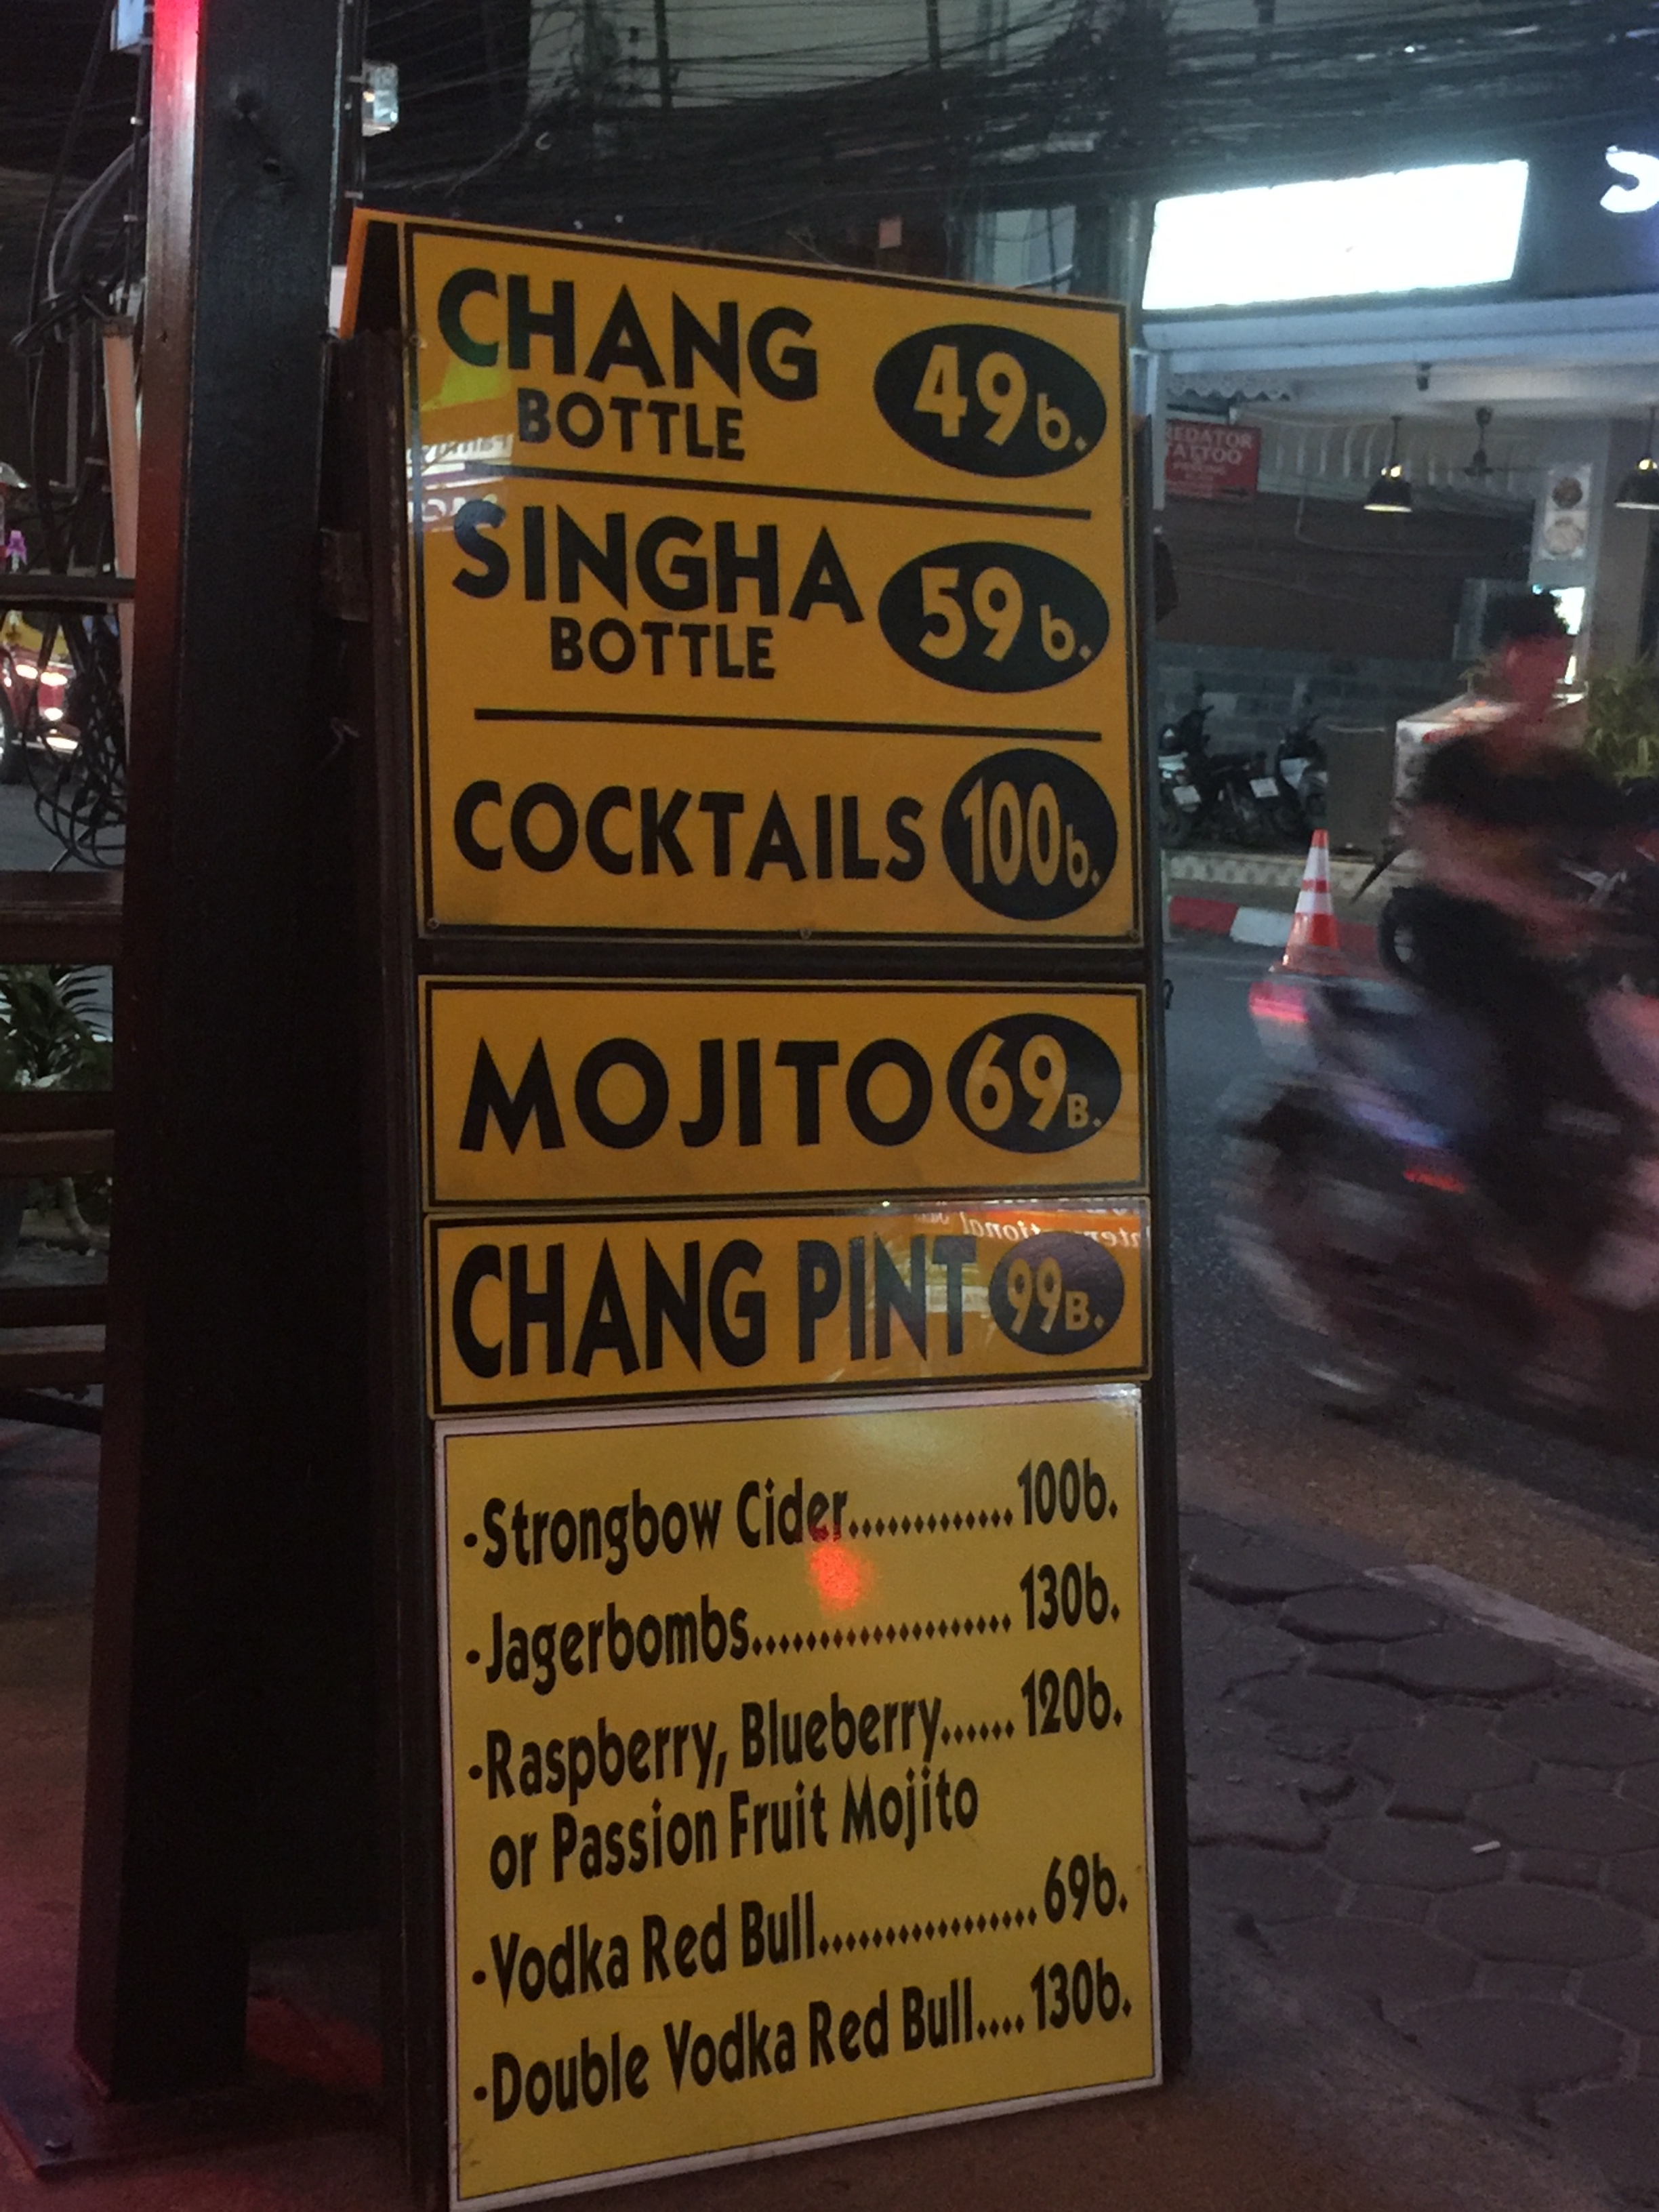 CHANG
BOTTLE
49b.
SINGHA
BOTTLE
59b.
COCKTAILS 100b.
MOJITO 69B.
CHANG PINT 99B.
•Strongbow Cider.............100b.
•Jagerbombs....................130b.
•Raspberry, Blueberry......120b.
or Passion Fruit Mojito
•Vodka Red Bull.................69b.
•Double Vodka Red Bull....130b.
TATTOO